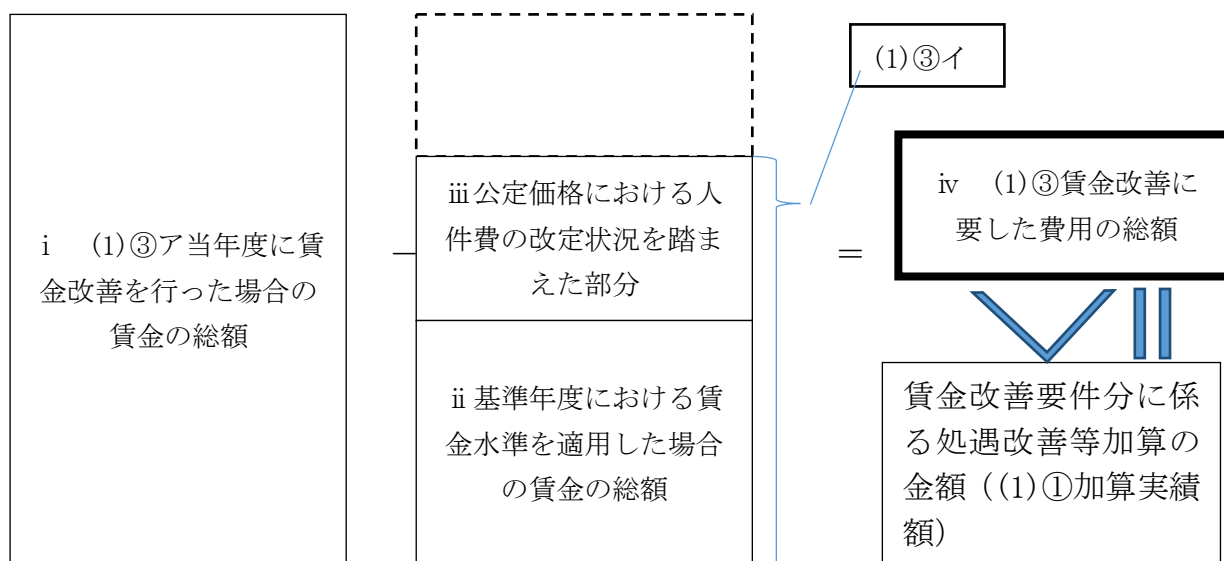 ⅰ (1)③ア当年度に賃
金改善を行った場合の
賃金の総額
－
ⅲ公定価格における人
件費の改定状況を踏ま
えた部分
ⅱ基準年度における賃
金水準を適用した場合
の賃金の総額
(1)③イ
＝
ⅳ (1)③賃金改善に
要した費用の総額
賃金改善要件分に係
る処遇改善等加算の
金額（(1)①加算実績
額）